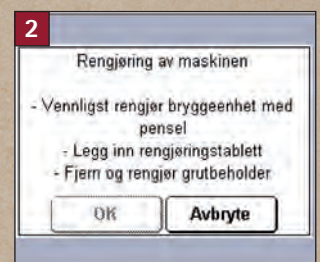 2
Rengjøring av maskinen
- Vennligst rengjør bryggeenhet med
pensel
- Legg inn rengjøringstablett
- Fjern og rengjør grutbeholder
OK
Avbryte